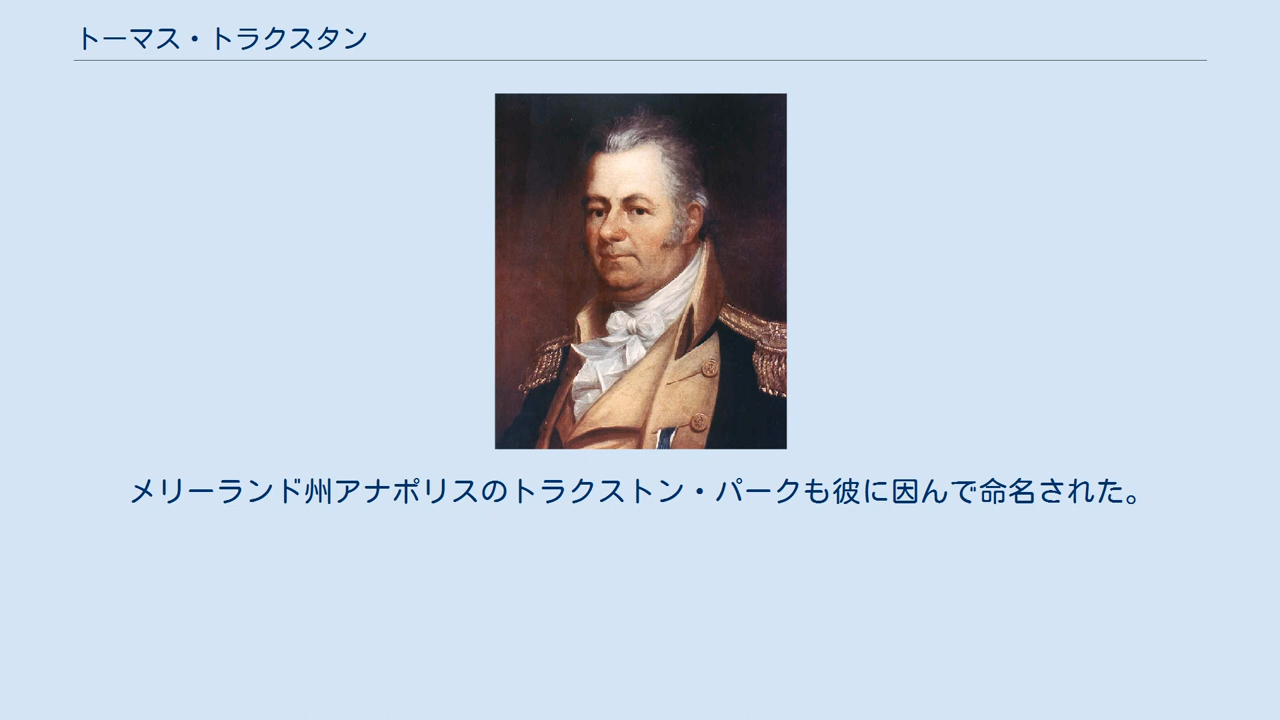 トーマス・トラクスタン
メリーランド州アナポリスのトラクストン・パークも彼に因んで命名された。